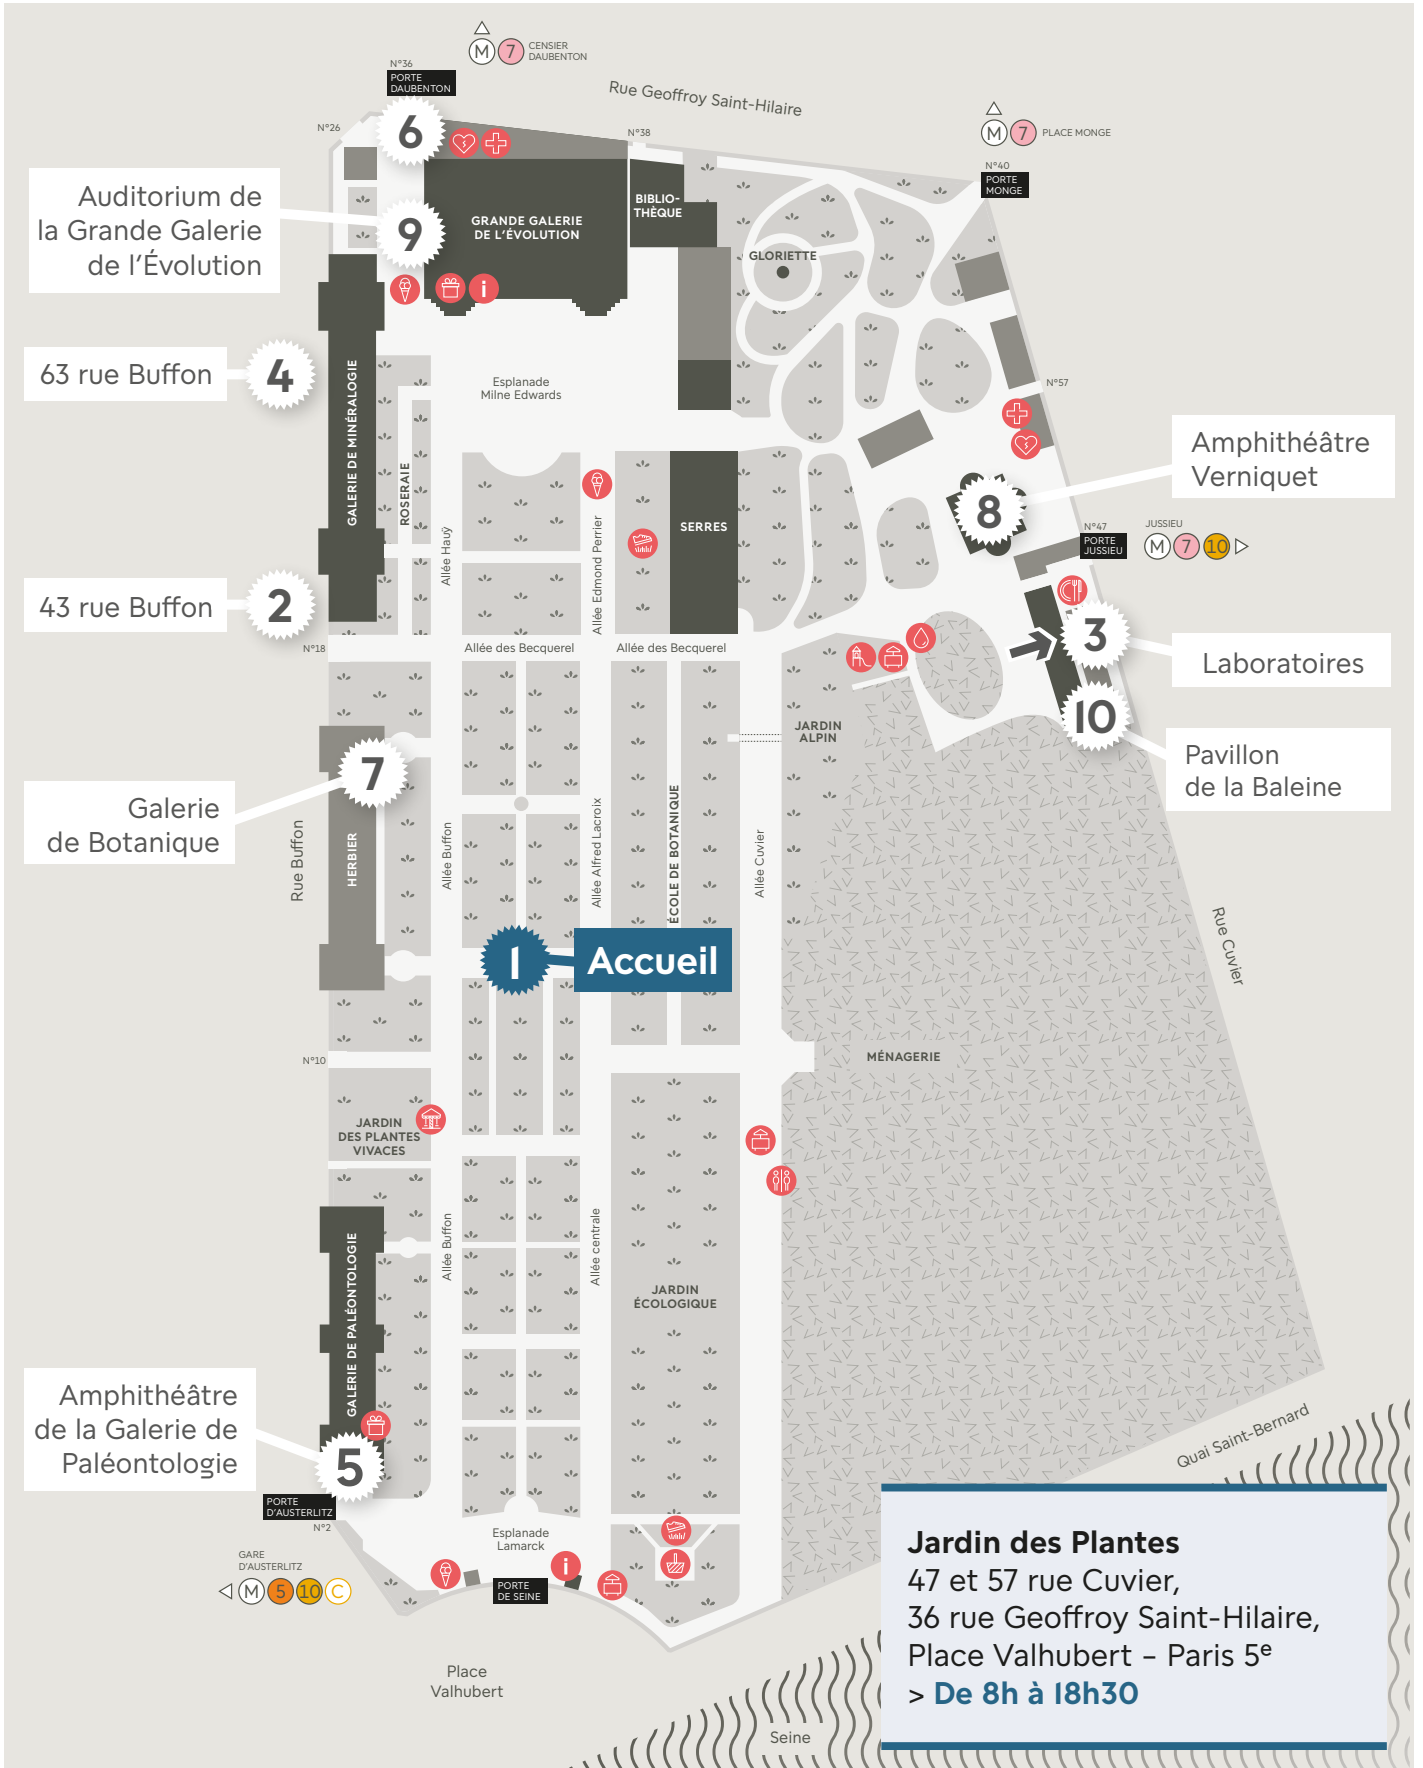 M 7 CENSIER
DAUBENTON
N°36
PORTE
DAUBENTON
Rue Geoffroy Saint-Hilaire
M 7 PLACE MONGE
N°40
PORTE
MONGE
N°26
6
N°38
Auditorium de
la Grande Galerie
de l'Évolution
9
GRANDE GALERIE
DE L'ÉVOLUTION
BIBLIO-
THÈQUE
GLORIETTE
i
63 rue Buffon
4
GALERIE DE MINÉRALOGIE
ROSERAIE
Esplanade
Milne Edwards
N°57
Amphithéâtre
Verniquet
8
SERRES
Allée Haüy
Allée Edmond Perrier
N°47
PORTE
JUSSIEU
JUSSIEU
M 7 10
43 rue Buffon
2
3
Laboratoires
N°18
Allée des Becquerel
Allée des Becquerel
10
Pavillon
de la Baleine
JARDIN
ALPIN
7
Galerie
de Botanique
HERBIER
Rue Buffon
Allée Buffon
Allée Alfred Lacroix
ÉCOLE DE BOTANIQUE
Allée Cuvier
Rue Cuvier
1
Accueil
N°10
MÉNAGERIE
JARDIN
DES PLANTES
VIVACES
GALERIE DE PALÉONTOLOGIE
Allée Buffon
Allée centrale
JARDIN
ÉCOLOGIQUE
Amphithéâtre
de la Galerie de
Paléontologie
5
Quai Saint-Bernard
PORTE
D'AUSTERLITZ
N°2
GARE
D'AUSTERLITZ
M 5 10 C
Esplanade
Lamarck
i
PORTE
DE SEINE
Place
Valhubert
Seine
Jardin des Plantes
47 et 57 rue Cuvier,
36 rue Geoffroy Saint-Hilaire,
Place Valhubert – Paris 5e
> De 8h à 18h30